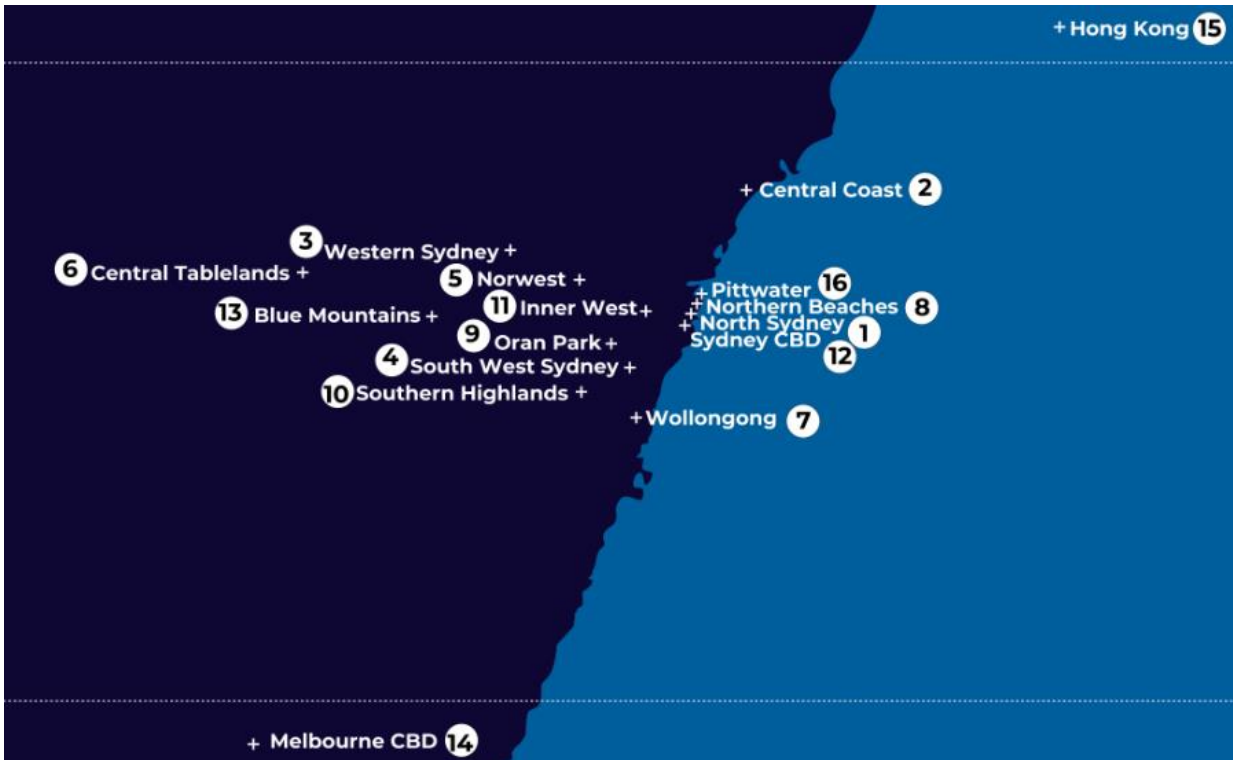 + Hong Kong 15
+ Central Coast 2
3 Western Sydney +
6 Central Tablelands +
5 Norwest +
+ Pittwater 16
11 Inner West +
+ Northern Beaches 8
13 Blue Mountains +
+ North Sydney 1
9 Oran Park +
+ Sydney CBD 12
4 South West Sydney +
10 Southern Highlands +
+ Wollongong 7
+ Melbourne CBD 14